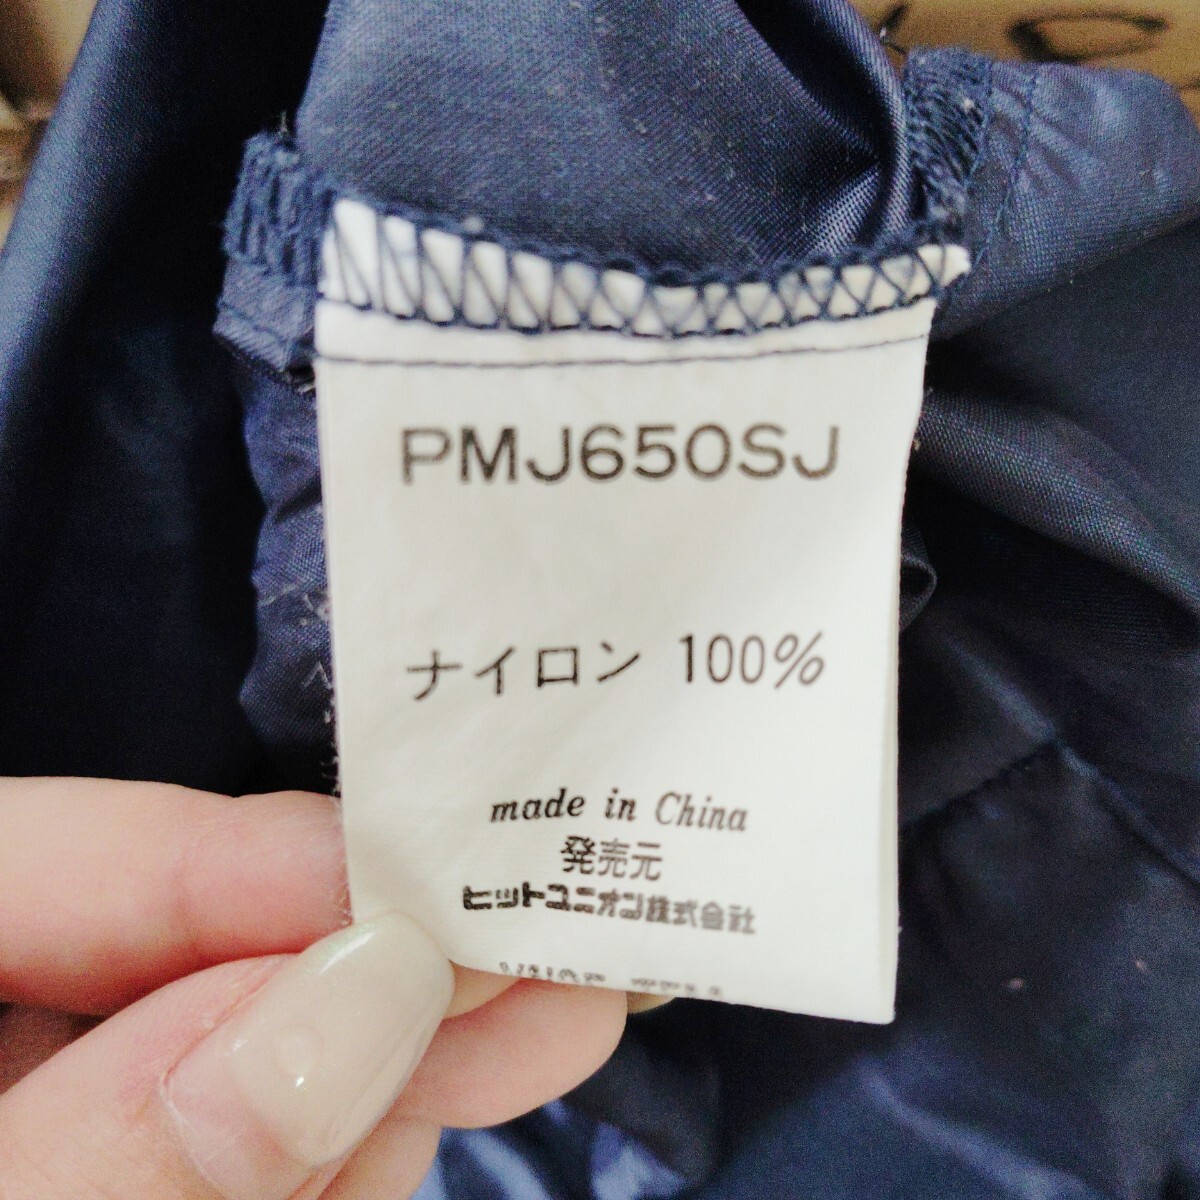 PMJ650SJ
ナイロン 100%
made in China
発売元
ヒットユニオン株式会社